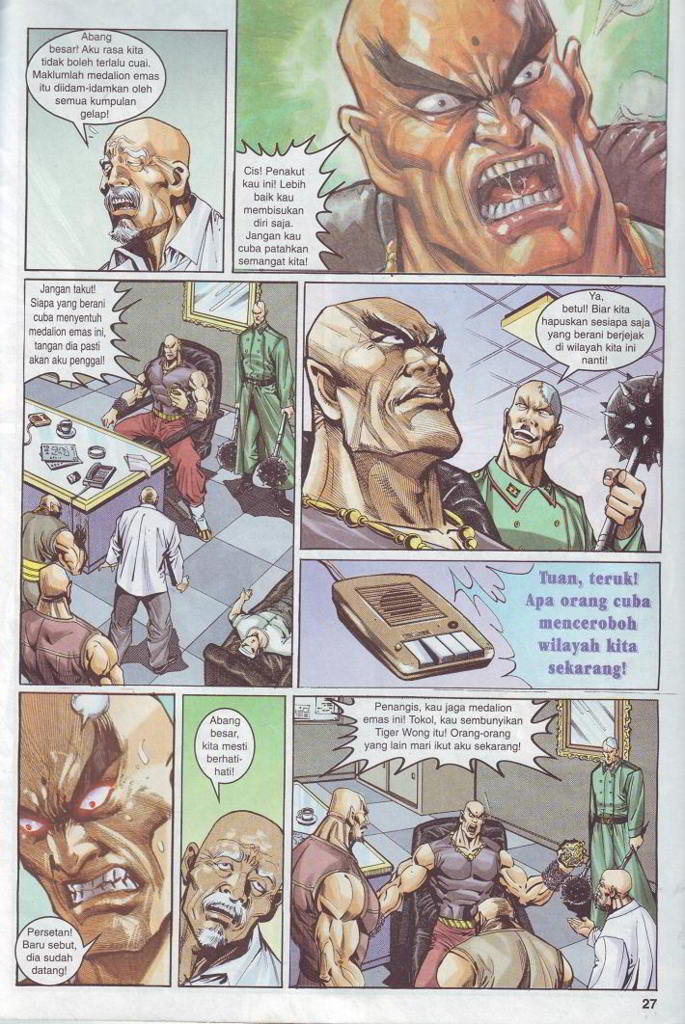 Abang
besar! Aku rasa kita
tidak boleh terlalu cuai.
Maklumlah medalion emas
itu diidam-idamkan oleh
semua kumpulan
gelap!
Cis! Penakut
kau ini! Lebih
baik kau
membisukan
diri saja.
Jangan kau
cuba patahkan
semangat kita!
Jangan takut!
Siapa yang berani
cuba menyentuh
medalion emas ini,
tangan dia pasti
akan aku penggal!
Ya,
betul! Biar kita
hapuskan sesiapa saja
yang berani berjejak
di wilayah kita ini
nanti!
Tuan, teruk!
Apa orang cuba
menceroboh
wilayah kita
sekarang!
Persetan!
Baru sebut,
dia sudah
datang!
Abang
besar,
kita mesti
berhati-
hati!
Penangis, kau jaga medalion
emas ini! Tokol, kau sembunyikan
Tiger Wong itu! Orang-orang
yang lain mari ikut aku sekarang!
27